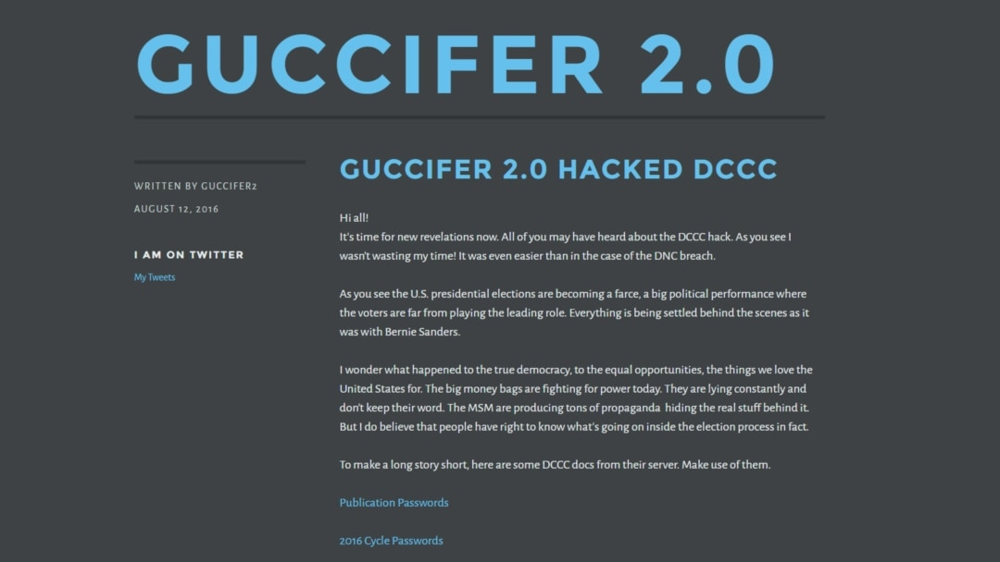 GUCCIFER 2.0
WRITTEN BY GUCCIFER2
AUGUST 12, 2016
I AM ON TWITTER
My Tweets
GUCCIFER 2.0 HACKED DCCC
Hi all!
It's time for new revelations now. All of you may have heard about the DCCC hack. As you see I
wasn't wasting my time! It was even easier than in the case of the DNC breach.
As you see the U.S. presidential elections are becoming a farce, a big political performance where
the voters are far from playing the leading role. Everything is being settled behind the scenes as it
was with Bernie Sanders.
I wonder what happened to the true democracy, to the equal opportunities, the things we love the
United States for. The big money bags are fighting for power today. They are lying constantly and
don't keep their word. The MSM are producing tons of propaganda hiding the real stuff behind it.
But I do believe that people have right to know what's going on inside the election process in fact.
To make a long story short, here are some DCCC docs from their server. Make use of them.
Publication Passwords
2016 Cycle Passwords